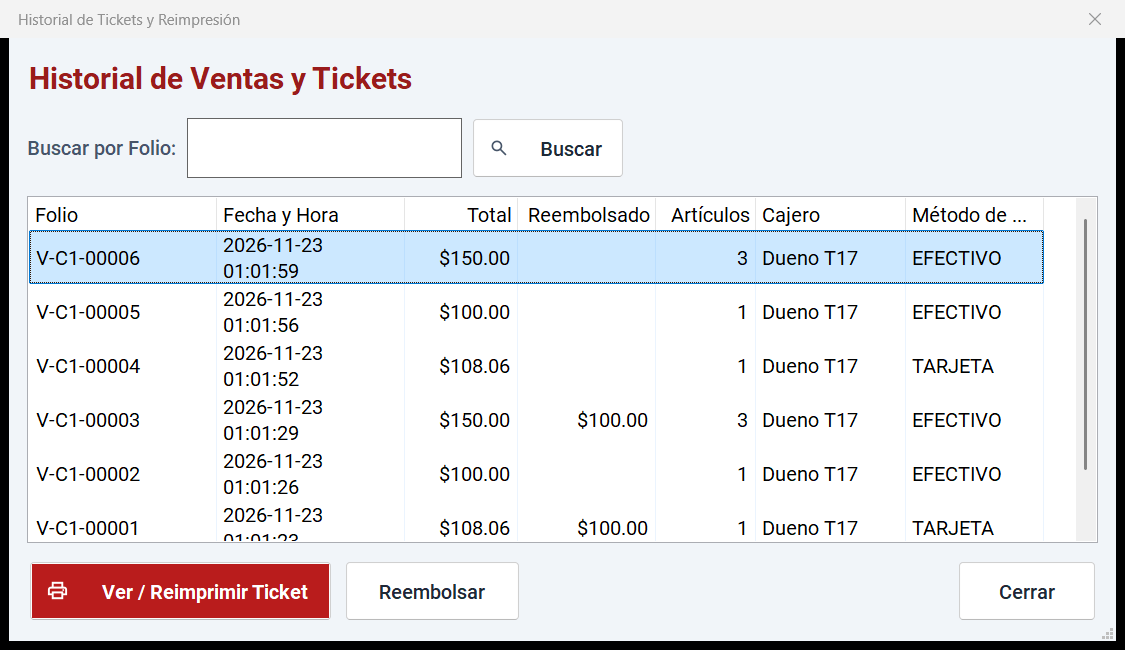 Historial de Tickets y Reimpresión
Historial de Ventas y Tickets
Buscar por Folio:
Buscar
Folio Fecha y Hora Total Reembolsado Artículos Cajero Método de ...
V-C1-00006 2026-11-23 01:01:59 $150.00 3 Dueno T17 EFECTIVO
V-C1-00005 2026-11-23 01:01:56 $100.00 1 Dueno T17 EFECTIVO
V-C1-00004 2026-11-23 01:01:52 $108.06 1 Dueno T17 TARJETA
V-C1-00003 2026-11-23 01:01:29 $150.00 $100.00 3 Dueno T17 EFECTIVO
V-C1-00002 2026-11-23 01:01:26 $100.00 1 Dueno T17 EFECTIVO
V-C1-00001 2026-11-23 01:01:23 $108.06 $100.00 1 Dueno T17 TARJETA
Ver / Reimprimir Ticket
Reembolsar
Cerrar